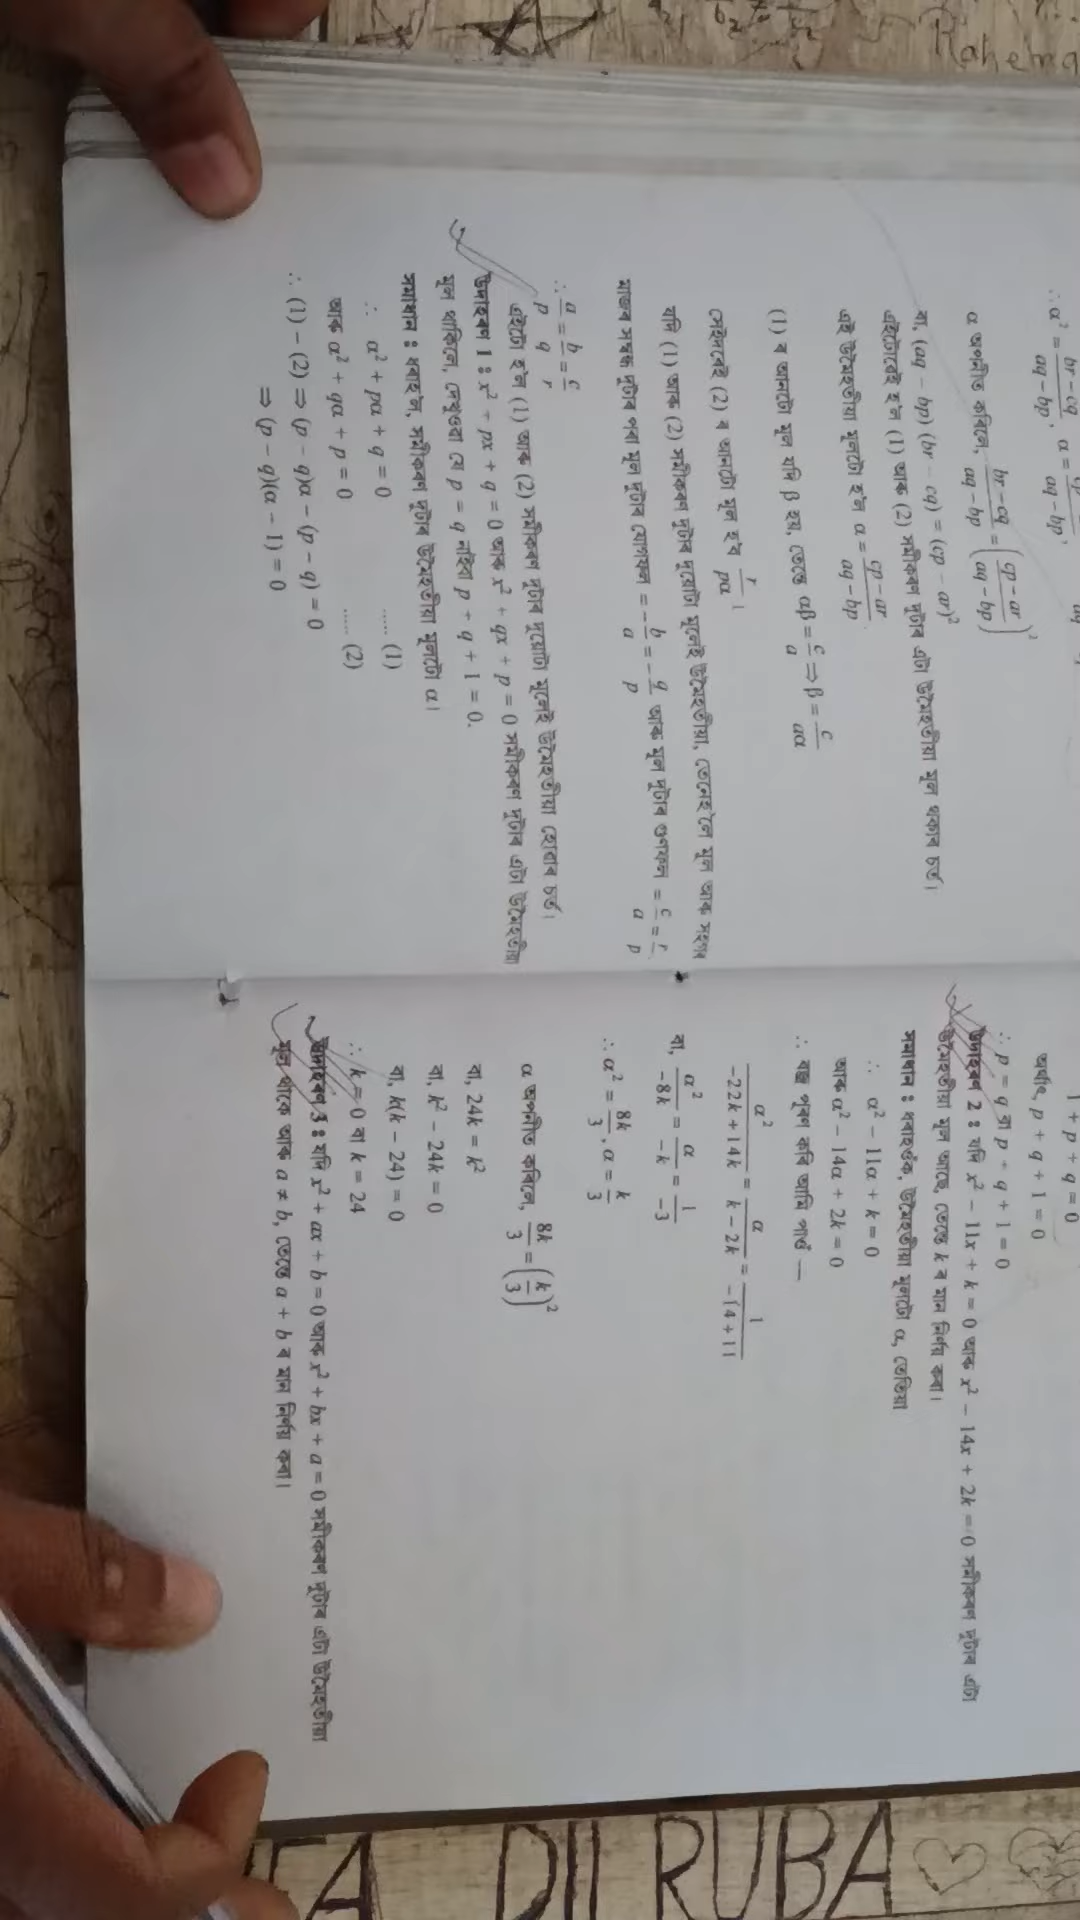 ∴ α² = (br − cq)/(aq − bp), α =
α অপনীত কৰিলে, (br − cq)/(aq − bp) = ((cp − ar)/(aq − bp))²
বা, (aq − bp) (br − cq) = (cp − ar)²
এইটোৱেই হ'ল (1) আৰু (2) সমীকৰণ দুটাৰ এটা উমৈহতীয়া মূল থকাৰ চৰ্ত।
এই উমৈহতীয়া মূলটো হ'ল α = (cp − ar)/(aq − bp)
(1) ৰ আনটো মূল যদি β হয়, তেন্তে αβ = c/a ⇒ β = c/aα
সেইদৰেই (2) ৰ আনটো মূল হ'ব r/pα।
যদি (1) আৰু (2) সমীকৰণ দুটাৰ দুয়োটা মূলেই উমৈহতীয়া, তেনেহ'লে মূল আৰু সহগৰ
মাজৰ সম্বন্ধ দুটাৰ পৰা মূল দুটাৰ যোগফল = −b/a = −q/p আৰু মূল দুটাৰ গুণফল = c/a = r/p.
∴ a/p = b/q = c/r
এইটো হ'ল (1) আৰু (2) সমীকৰণ দুটাৰ দুয়োটা মূলেই উমৈহতীয়া হোৱাৰ চৰ্ত।
উদাহৰণ 1 : x² + px + q = 0 আৰু x² + qx + p = 0 সমীকৰণ দুটাৰ এটা উমৈহতীয়া
মূল থাকিলে, দেখুওৱা যে p = q নাইবা p + q + 1 = 0.
সমাধান : ধৰাহ'ল, সমীকৰণ দুটাৰ উমৈহতীয়া মূলটো α।
∴ α² + pα + q = 0 ...... (1)
আৰু α² + qα + p = 0 ...... (2)
∴ (1) − (2) ⇒ (p − q)α − (p − q) = 0
⇒ (p − q)(α − 1) = 0
1 + p + q = 0
অৰ্থাৎ, p + q + 1 = 0
∴ p = q বা p + q + 1 = 0
উদাহৰণ 2 : যদি x² − 11x + k = 0 আৰু x² − 14x + 2k = 0 সমীকৰণ দুটাৰ এটা
উমৈহতীয়া মূল আছে, তেন্তে k ৰ মান নিৰ্ণয় কৰা।
সমাধান : ধৰাহওঁক, উমৈহতীয়া মূলটো α, তেতিয়া
∴ α² − 11α + k = 0
আৰু α² − 14α + 2k = 0
∴ বজ্ৰ পূৰণ কৰি আমি পাওঁ —
α²/(−22k + 14k) = α/(k − 2k) = 1/(−14 + 11)
বা, α²/−8k = α/−k = 1/−3
∴ α² = 8k/3, α = k/3
α অপনীত কৰিলে, 8k/3 = (k/3)²
বা, 24k = k²
বা, k² − 24k = 0
বা, k(k − 24) = 0
∴ k = 0 বা k = 24
উদাহৰণ 3 : যদি x² + ax + b = 0 আৰু x² + bx + a = 0 সমীকৰণ দুটাৰ এটা উমৈহতীয়া
মূল থাকে আৰু a ≠ b, তেন্তে a + b ৰ মান নিৰ্ণয় কৰা।
DIL RUBA